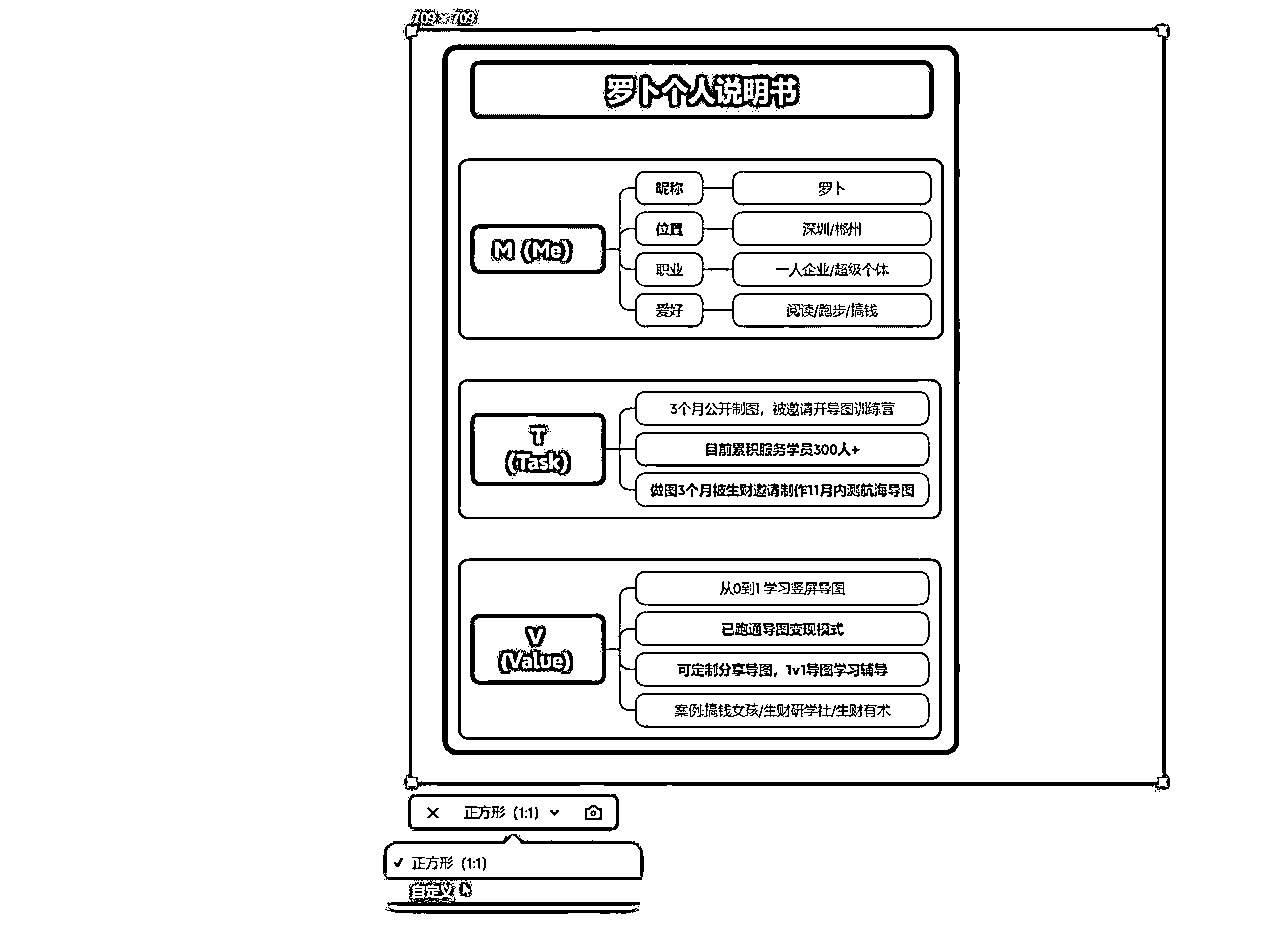 709 × 709
罗卜个人说明书
M (Me)
昵称
罗卜
位置
深圳/郴州
职业
一人企业/超级个体
爱好
阅读/跑步/搞钱
T
(Task)
3个月公开制图，被邀请开导图训练营
目前累积服务学员300人+
做图3个月被生财邀请制作11月内测航海导图
V
(Value)
从0到1 学习竖屏导图
已跑通导图变现模式
可定制分享导图，1v1导图学习辅导
案例:搞钱女孩/生财研学社/生财有术
正方形 (1:1)
✓ 正方形 (1:1)
自定义